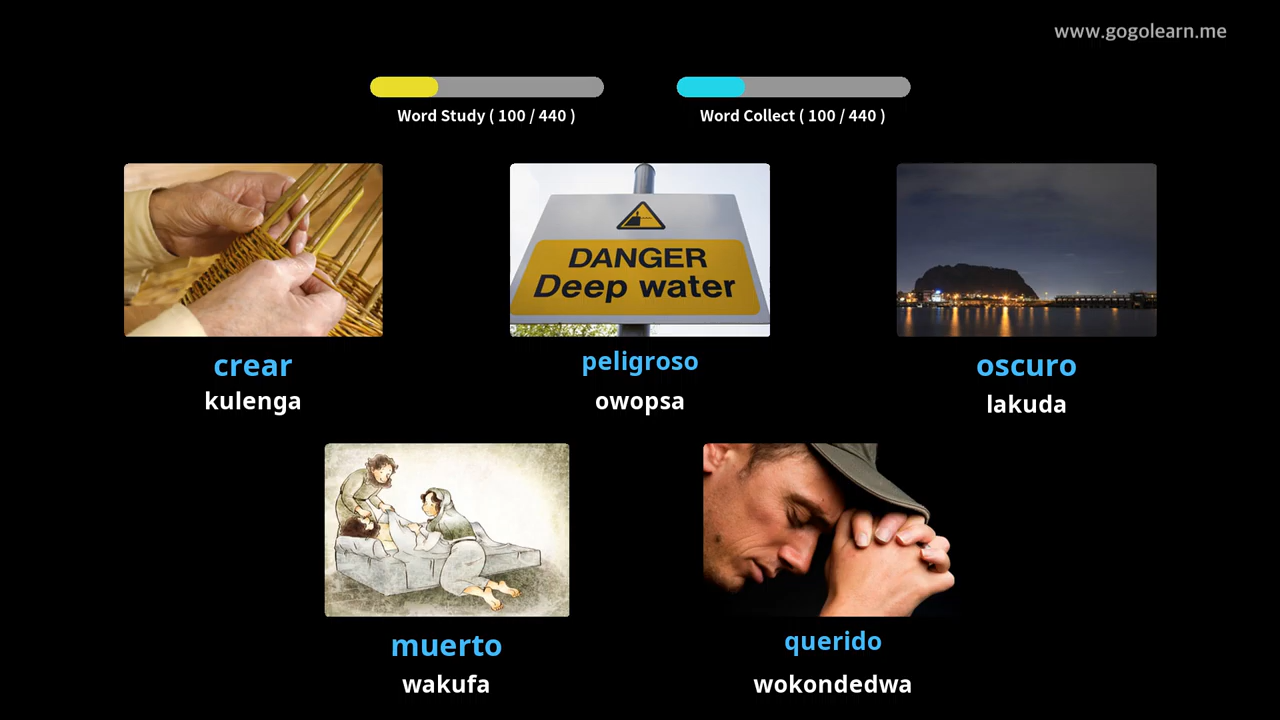 www.gogolearn.me
Word Study ( 100 / 440 )
Word Collect ( 100 / 440 )
DANGER
Deep water
crear
kulenga
peligroso
owopsa
oscuro
lakuda
muerto
wakufa
querido
wokondedwa